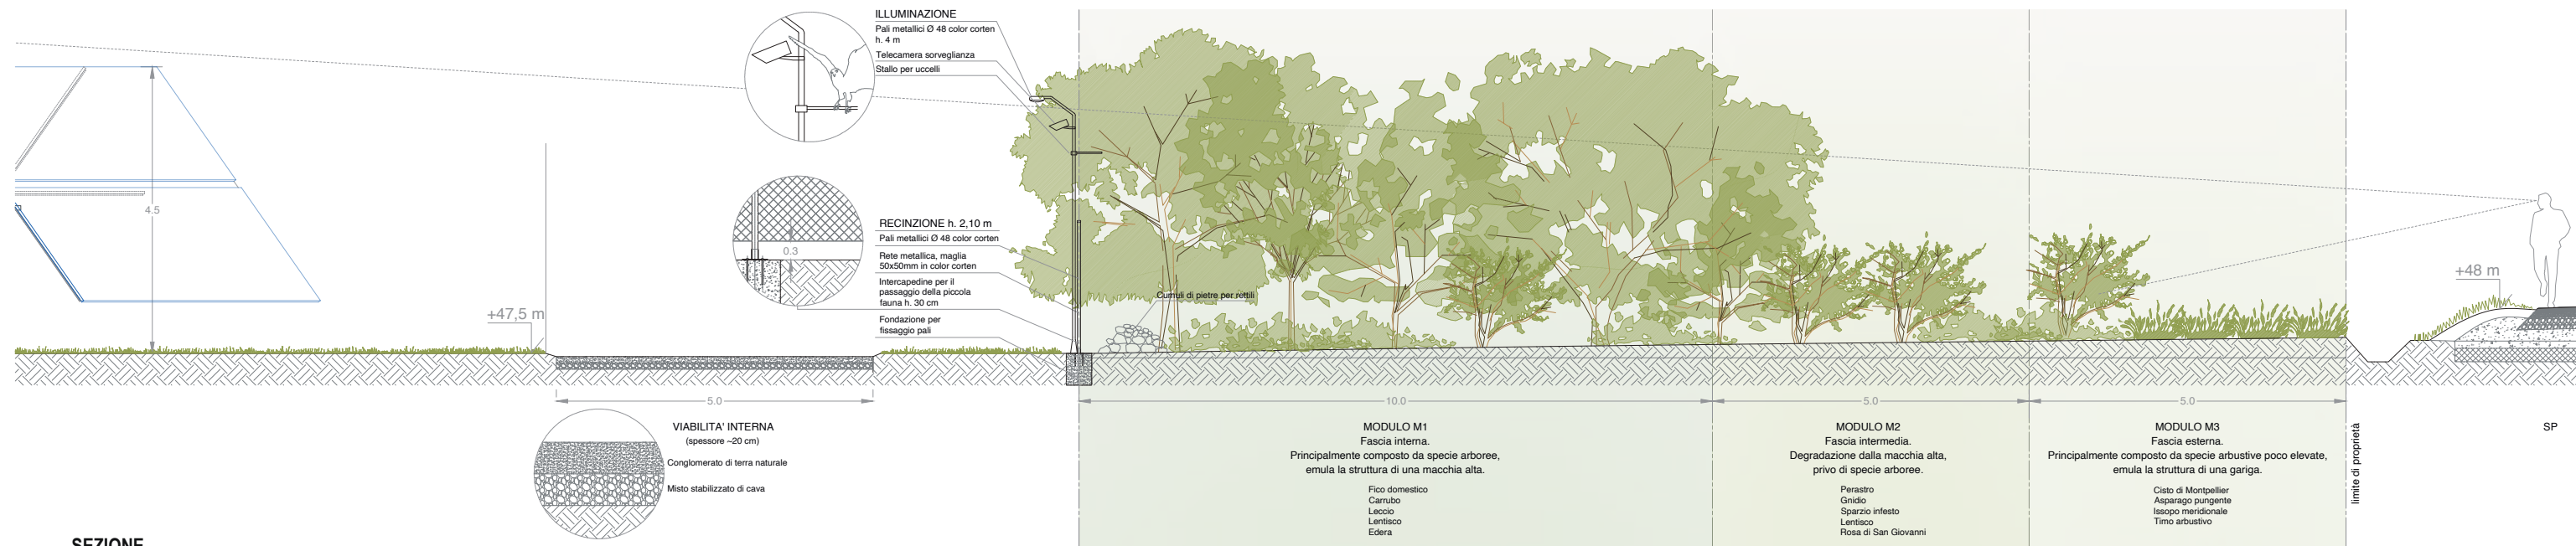 ILLUMINAZIONE
Pali metallici Ø 48 color corten
h. 4 m
Telecamera sorveglianza
Stallo per uccelli
4.5
0.3
RECINZIONE h. 2,10 m
Pali metallici Ø 48 color corten
Rete metallica, maglia
50x50mm in color corten
Intercapedine per il
passaggio della piccola
fauna h. 30 cm
Fondazione per
fissaggio pali
Cumuli di pietre per rettili
+47,5 m
+48 m
5.0
10.0
5.0
5.0
VIABILITA' INTERNA
(spessore ~20 cm)
Conglomerato di terra naturale
Misto stabilizzato di cava
MODULO M1
Fascia interna.
Principalmente composto da specie arboree,
emula la struttura di una macchia alta.
Fico domestico
Carrubo
Leccio
Lentisco
Edera
MODULO M2
Fascia intermedia.
Degradazione dalla macchia alta,
privo di specie arboree.
Perastro
Gnidio
Sparzio infesto
Lentisco
Rosa di San Giovanni
MODULO M3
Fascia esterna.
Principalmente composto da specie arbustive poco elevate,
emula la struttura di una gariga.
Cisto di Montpellier
Asparago pungente
Issopo meridionale
Timo arbustivo
limite di proprietà
SP
SEZIONE